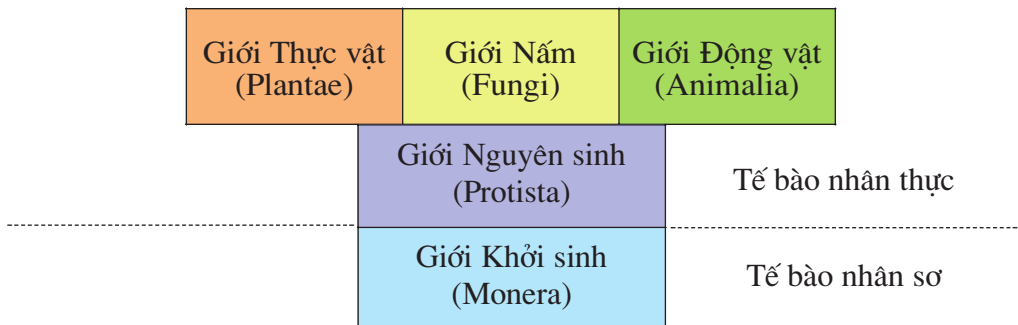 Giới Thực vật
(Plantae)
Giới Nấm
(Fungi)
Giới Động vật
(Animalia)
Giới Nguyên sinh
(Protista)
Tế bào nhân thực
Giới Khởi sinh
(Monera)
Tế bào nhân sơ